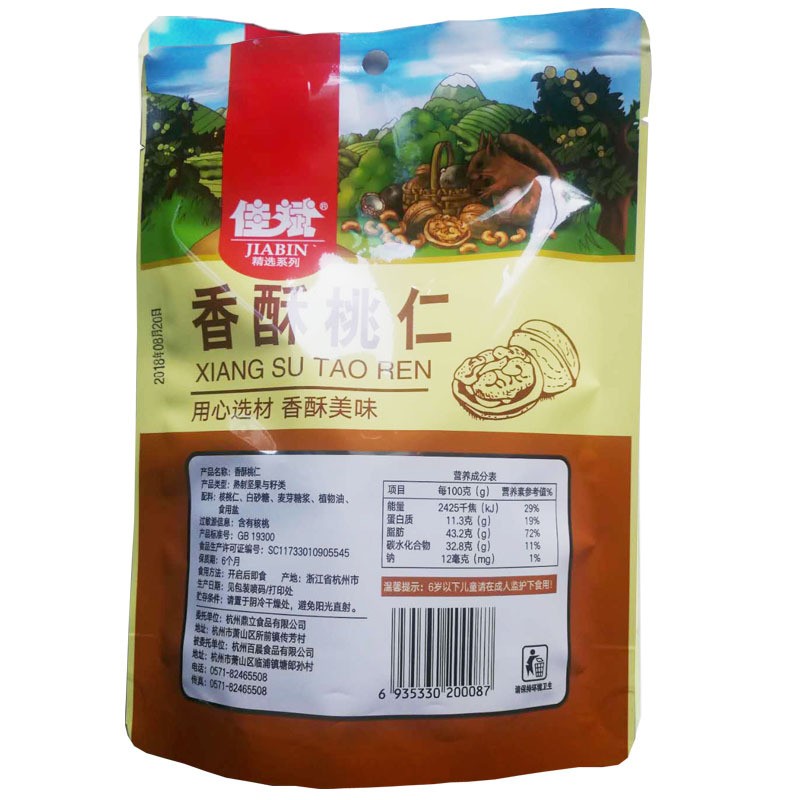 佳斌®
JIABIN
精选系列
香酥桃仁
XIANG SU TAO REN
用心选材 香酥美味
2018年08月20日
产品名称：香酥桃仁
产品类型：熟制坚果与籽类
配料：核桃仁、白砂糖、麦芽糖浆、植物油、
食用盐
过敏源信息：含有核桃
产品标准号：GB 19300
食品生产许可证编号：SC11733010905545
保质期：6个月
食用方法：开启后即食 产地：浙江省杭州市
生产日期：见包装喷码/打印处
贮存条件：请置于阴冷干燥处，避免阳光直射。
委托单位：杭州鼎立食品有限公司
地址：杭州市萧山区所前镇传芳村
被委托单位：杭州百晨食品有限公司
地址：杭州市萧山区临浦镇塘郎孙村
电话：0571-82465508
传真：0571-82465508
营养成分表
项目 每100克（g） 营养素参考值%
能量 2425千焦（kJ） 29%
蛋白质 11.3克（g） 19%
脂肪 43.2克（g） 72%
碳水化合物 32.8克（g） 11%
钠 12毫克（mg） 1%
温馨提示：6岁以下儿童请在成人监护下食用！
6 935330 200087
请保持环境卫生